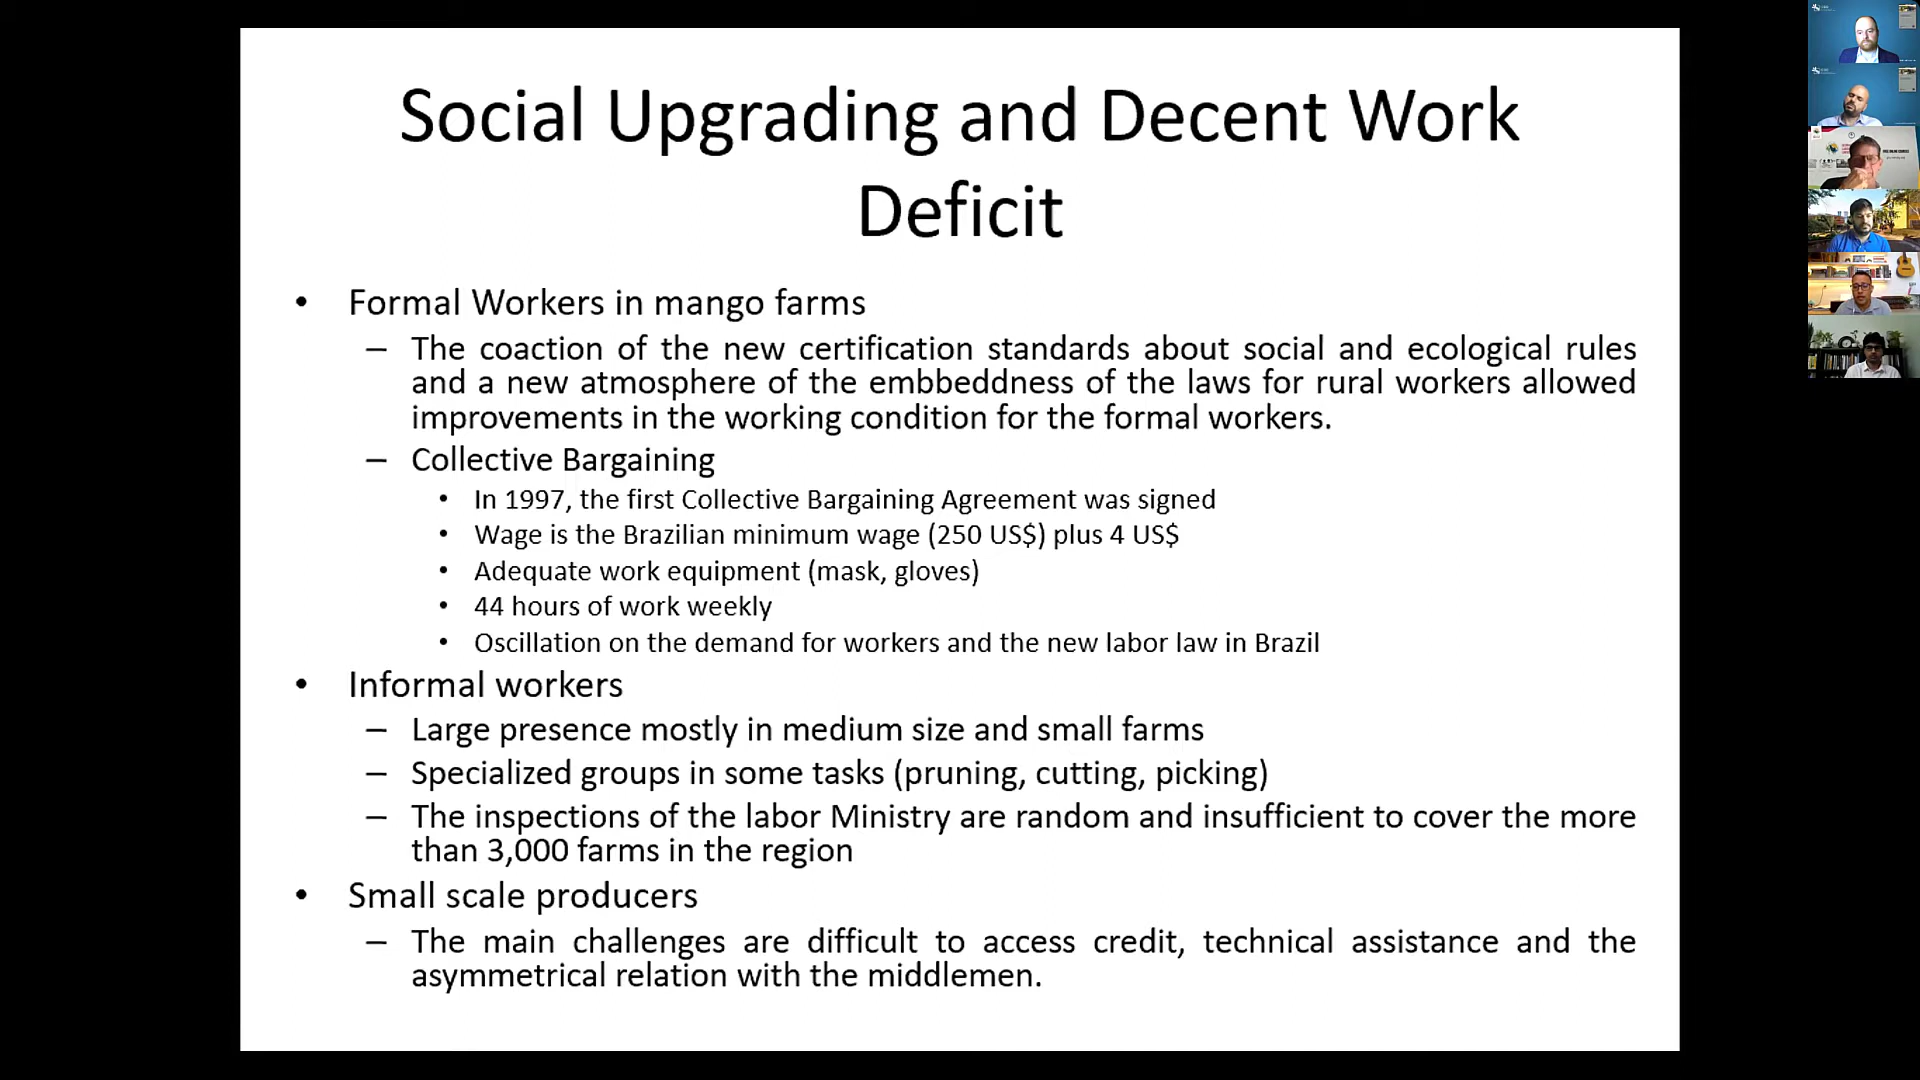 Social Upgrading and Decent Work
Deficit
• Formal Workers in mango farms
– The coaction of the new certification standards about social and ecological rules
and a new atmosphere of the embbeddness of the laws for rural workers allowed
improvements in the working condition for the formal workers.
– Collective Bargaining
• In 1997, the first Collective Bargaining Agreement was signed
• Wage is the Brazilian minimum wage (250 US$) plus 4 US$
• Adequate work equipment (mask, gloves)
• 44 hours of work weekly
• Oscillation on the demand for workers and the new labor law in Brazil
• Informal workers
– Large presence mostly in medium size and small farms
– Specialized groups in some tasks (pruning, cutting, picking)
– The inspections of the labor Ministry are random and insufficient to cover the more
than 3,000 farms in the region
• Small scale producers
– The main challenges are difficult to access credit, technical assistance and the
asymmetrical relation with the middlemen.